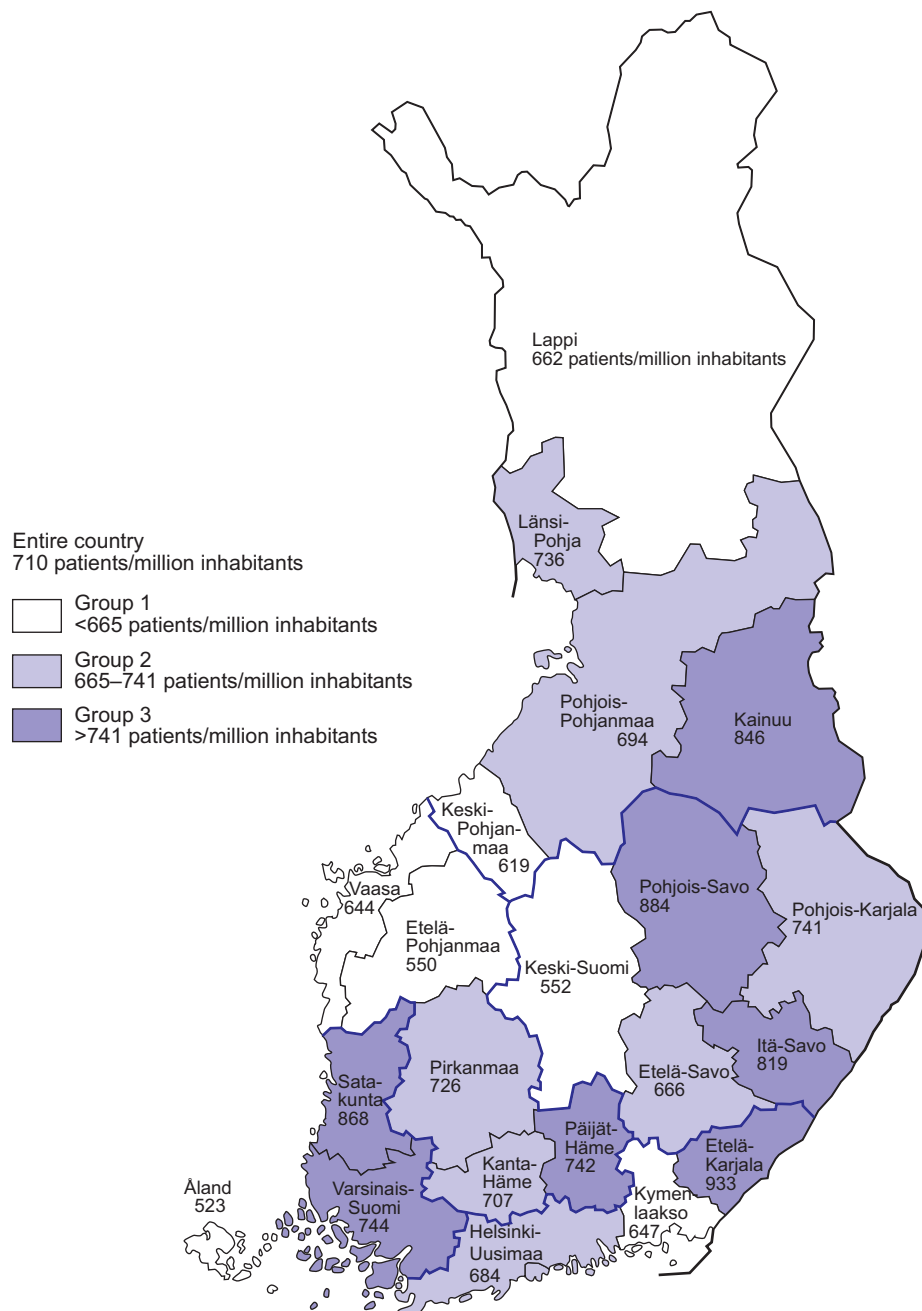 Lappi
662 patients/million inhabitants
Länsi-
Pohja
736
Entire country
710 patients/million inhabitants
Group 1
<665 patients/million inhabitants
Group 2
665–741 patients/million inhabitants
Group 3
>741 patients/million inhabitants
Pohjois-
Pohjanmaa
694
Kainuu
846
Keski-
Pohjan-
maa
619
Vaasa
644
Pohjois-Savo
884
Pohjois-Karjala
741
Etelä-
Pohjanmaa
550
Keski-Suomi
552
Itä-Savo
819
Pirkanmaa
726
Etelä-Savo
666
Sata-
kunta
868
Päijät-
Häme
742
Etelä-
Karjala
933
Kanta-
Häme
707
Åland
523
Varsinais-
Suomi
744
Kymen-
laakso
647
Helsinki-
Uusimaa
684